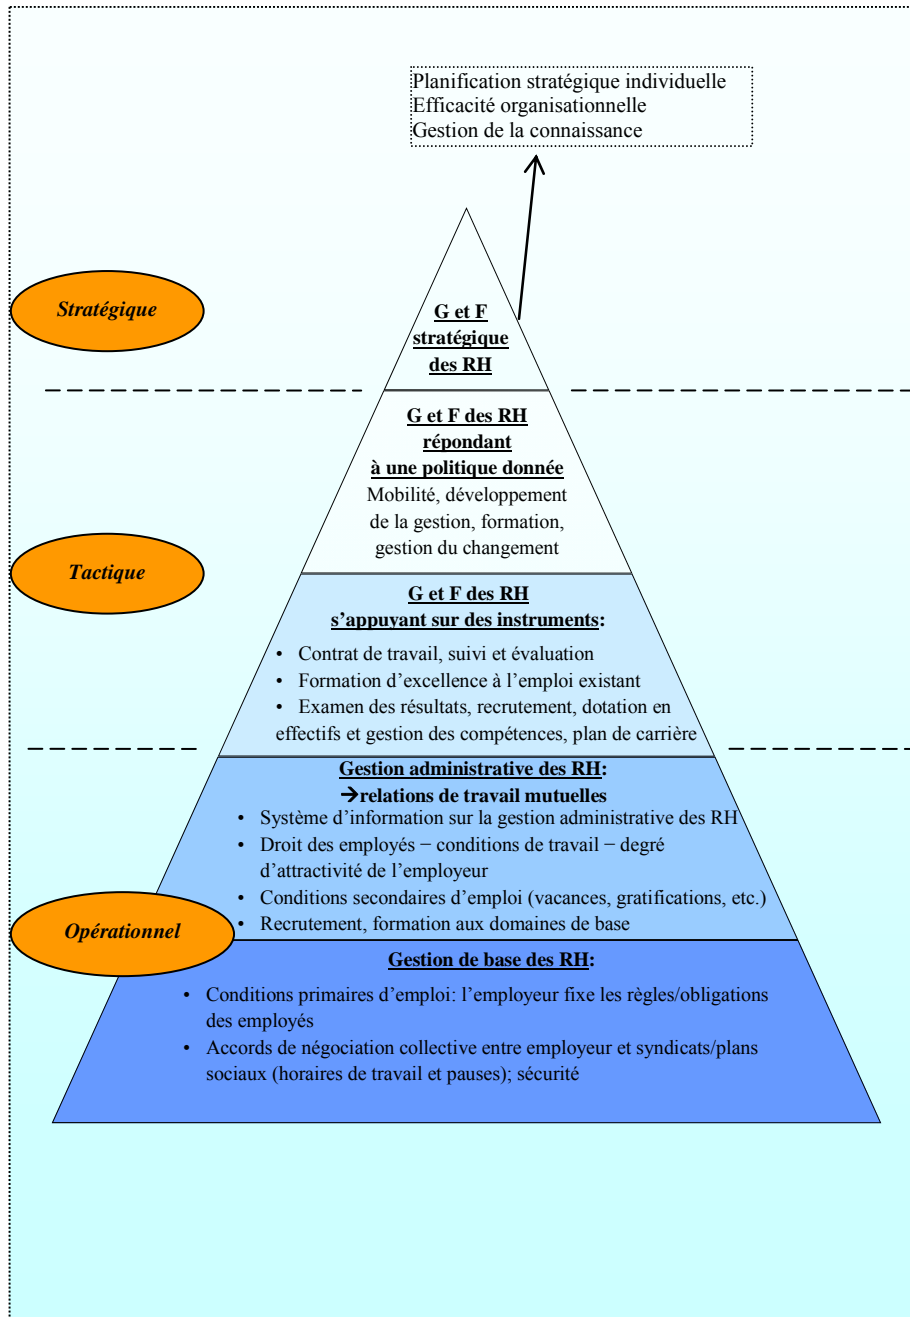 Planification stratégique individuelle
Efficacité organisationnelle
Gestion de la connaissance
Stratégique
G et F
stratégique
des RH
G et F des RH
répondant
à une politique donnée
Mobilité, développement
de la gestion, formation,
gestion du changement
Tactique
G et F des RH
s’appuyant sur des instruments:
• Contrat de travail, suivi et évaluation
• Formation d’excellence à l’emploi existant
• Examen des résultats, recrutement, dotation en
effectifs et gestion des compétences, plan de carrière
Gestion administrative des RH:
→relations de travail mutuelles
• Système d’information sur la gestion administrative des RH
• Droit des employés − conditions de travail − degré
d’attractivité de l’employeur
• Conditions secondaires d’emploi (vacances, gratifications, etc.)
• Recrutement, formation aux domaines de base
Opérationnel
Gestion de base des RH:
• Conditions primaires d’emploi: l’employeur fixe les règles/obligations
des employés
• Accords de négociation collective entre employeur et syndicats/plans
sociaux (horaires de travail et pauses); sécurité